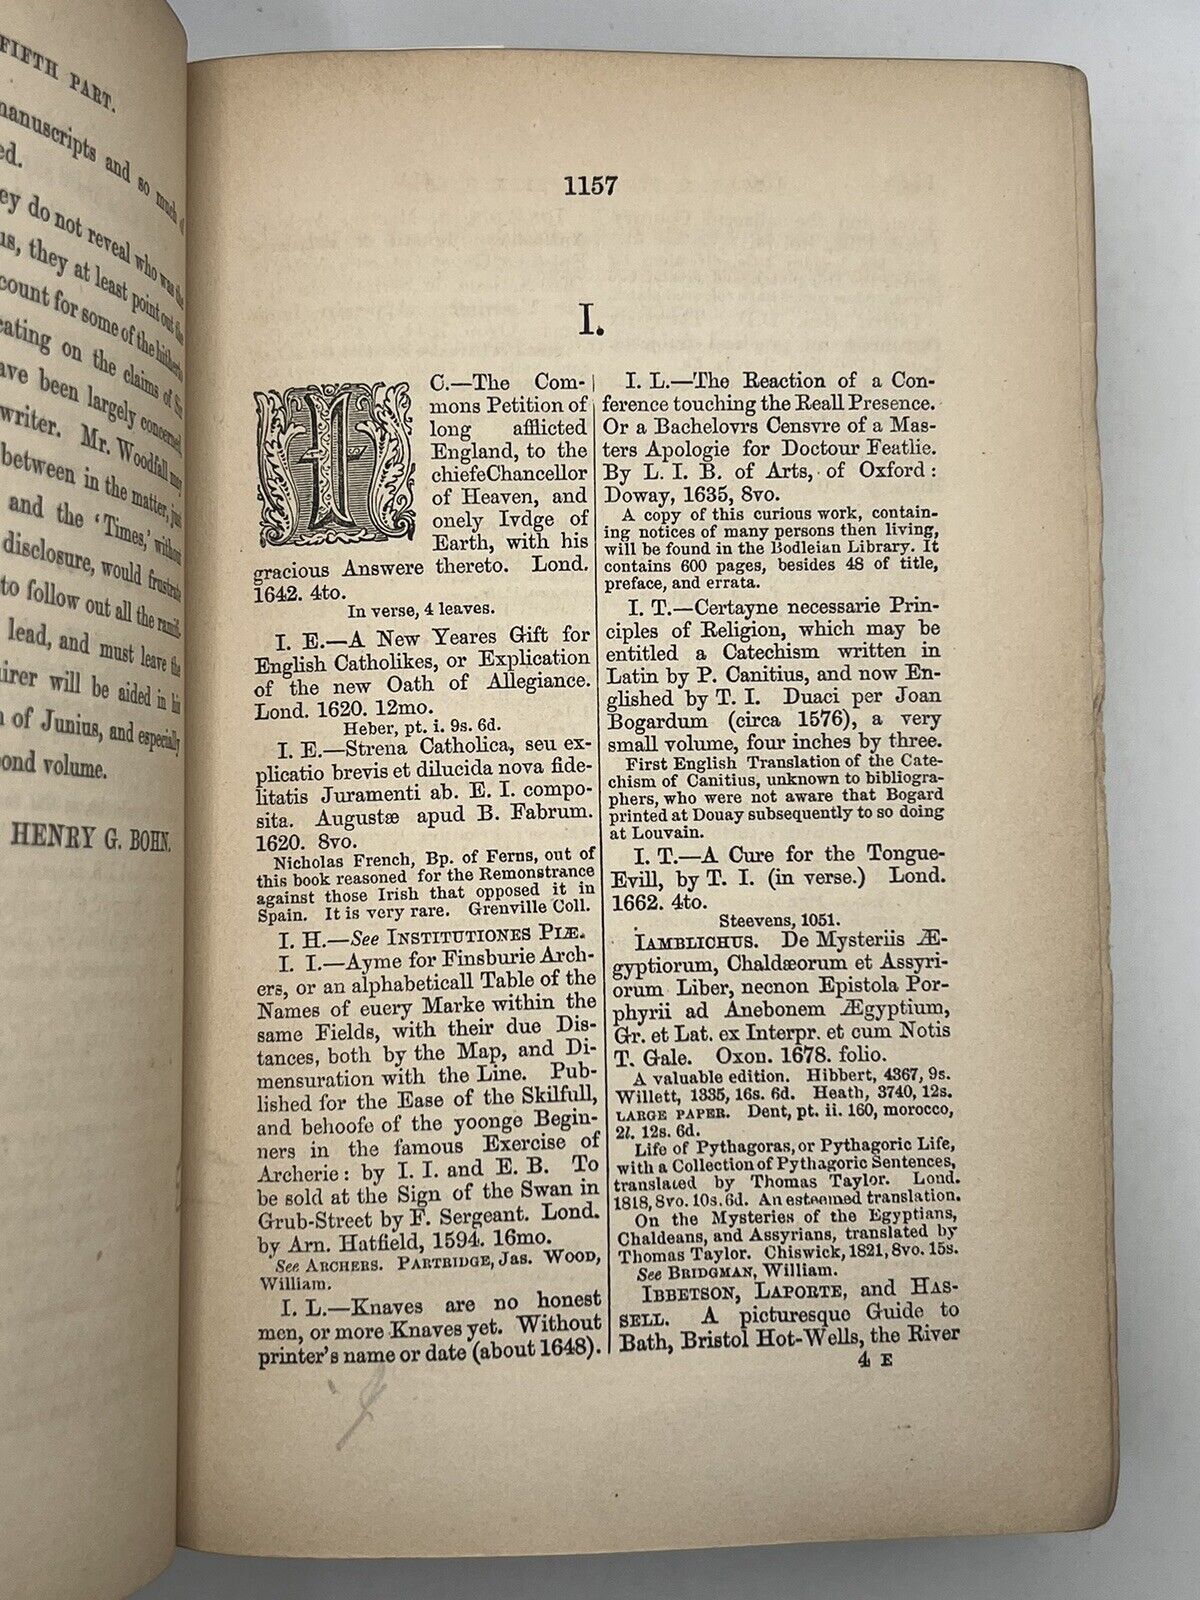 FIFTH PART.
manuscripts and so much of
ed.
ey do not reveal who was the
us, they at least point out the
count for some of the hitherto
eating on the claims of Sir
ave been largely concerned,
writer. Mr. Woodfall may
between in the matter, just
and the 'Times,' without
disclosure, would frustrate
to follow out all the ramifi-
lead, and must leave the
uirer will be aided in his
n of Junius, and especially
cond volume.
HENRY G. BOHN.
1157
I.
I C.—The Com-
mons Petition of
long afflicted
England, to the
chiefe Chancellor
of Heaven, and
onely Ivdge of
Earth, with his
gracious Answere thereto. Lond.
1642. 4to.
In verse, 4 leaves.
I. E.—A New Yeares Gift for
English Catholikes, or Explication
of the new Oath of Allegiance.
Lond. 1620. 12mo.
Heber, pt. i. 9s. 6d.
I. E.—Strena Catholica, seu ex-
plicatio brevis et dilucida nova fide-
litatis Juramenti ab. E. I. compo-
sita. Augustæ apud B. Fabrum.
1620. 8vo.
Nicholas French, Bp. of Ferns, out of
this book reasoned for the Remonstrance
against those Irish that opposed it in
Spain. It is very rare. Grenville Coll.
I. H.—See INSTITUTIONES PIÆ.
I. I.—Ayme for Finsburie Arch-
ers, or an alphabeticall Table of the
Names of euery Marke within the
same Fields, with their due Dis-
tances, both by the Map, and Di-
mensuration with the Line. Pub-
lished for the Ease of the Skilfull,
and behoofe of the yoonge Begin-
ners in the famous Exercise of
Archerie: by I. I. and E. B. To
be sold at the Sign of the Swan in
Grub-Street by F. Sergeant. Lond.
by Arn. Hatfield, 1594. 16mo.
See ARCHERS. PARTRIDGE, Jas. WOOD,
William.
I. L.—Knaves are no honest
men, or more Knaves yet. Without
printer's name or date (about 1648).
I. L.—The Reaction of a Con-
ference touching the Reall Presence.
Or a Bachelovrs Censvre of a Mas-
ters Apologie for Doctour Featlie.
By L. I. B. of Arts, of Oxford:
Doway, 1635, 8vo.
A copy of this curious work, contain-
ing notices of many persons then living,
will be found in the Bodleian Library. It
contains 600 pages, besides 48 of title,
preface, and errata.
I. T.—Certayne necessarie Prin-
ciples of Religion, which may be
entitled a Catechism written in
Latin by P. Canitius, and now En-
glished by T. I. Duaci per Joan
Bogardum (circa 1576), a very
small volume, four inches by three.
First English Translation of the Cate-
chism of Canitius, unknown to bibliogra-
phers, who were not aware that Bogard
printed at Douay subsequently to so doing
at Louvain.
I. T.—A Cure for the Tongue-
Evill, by T. I. (in verse.) Lond.
1662. 4to.
Steevens, 1051.
IAMBLICHUS. De Mysteriis Æ-
gyptiorum, Chaldæorum et Assyri-
orum Liber, necnon Epistola Por-
phyrii ad Anebonem Ægyptium,
Gr. et Lat. ex Interpr. et cum Notis
T. Gale. Oxon. 1678. folio.
A valuable edition. Hibbert, 4367, 9s.
Willett, 1335, 16s. 6d. Heath, 3740, 12s.
LARGE PAPER. Dent, pt. ii. 160, morocco,
2l. 12s. 6d.
Life of Pythagoras, or Pythagoric Life,
with a Collection of Pythagoric Sentences,
translated by Thomas Taylor. Lond.
1818, 8vo. 10s. 6d. An esteemed translation.
On the Mysteries of the Egyptians,
Chaldeans, and Assyrians, translated by
Thomas Taylor. Chiswick, 1821, 8vo. 15s.
See BRIDGMAN, William.
IBBETSON, LAPORTE, and HAS-
SELL. A picturesque Guide to
Bath, Bristol Hot-Wells, the River
4 E